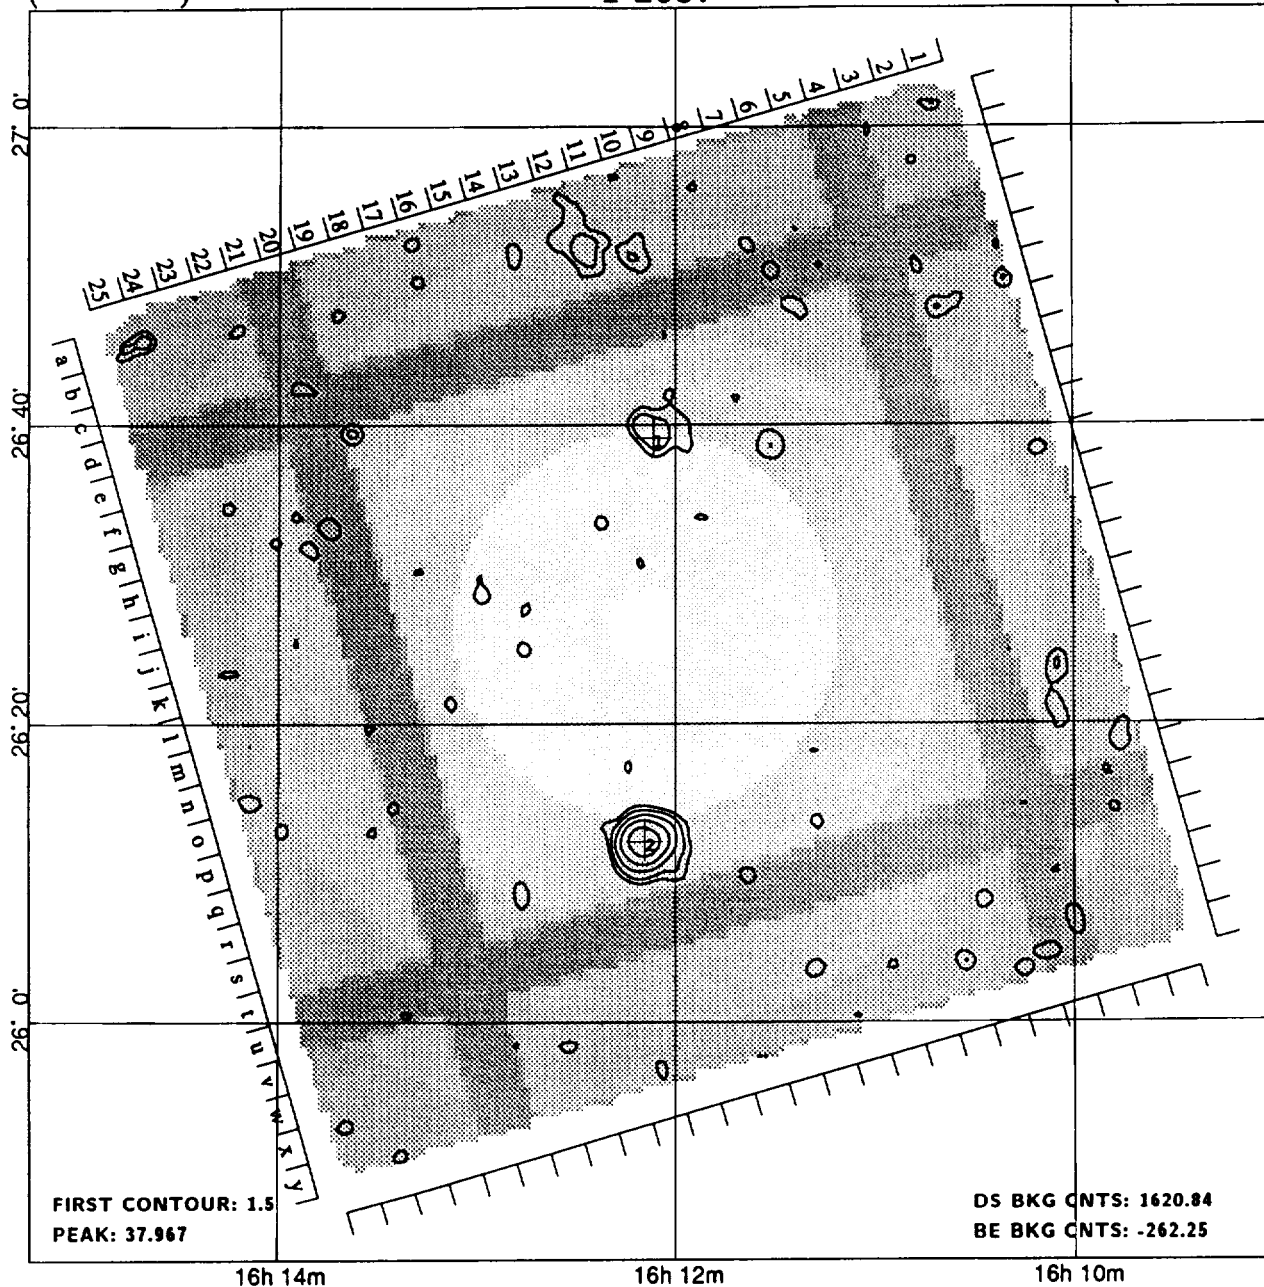 1 2 3 4 5 6 7 8 9 10 11 12 13 14 15 16 17 18 19 20 21 22 23 24 25
27° 0'
26° 40'
26° 20'
26° 0'
a b c d e f g h i j k l m n o p q r s t u v w x y
2
FIRST CONTOUR: 1.5
PEAK: 37.967
DS BKG CNTS: 1620.84
BE BKG CNTS: -262.25
16h 14m
16h 12m
16h 10m